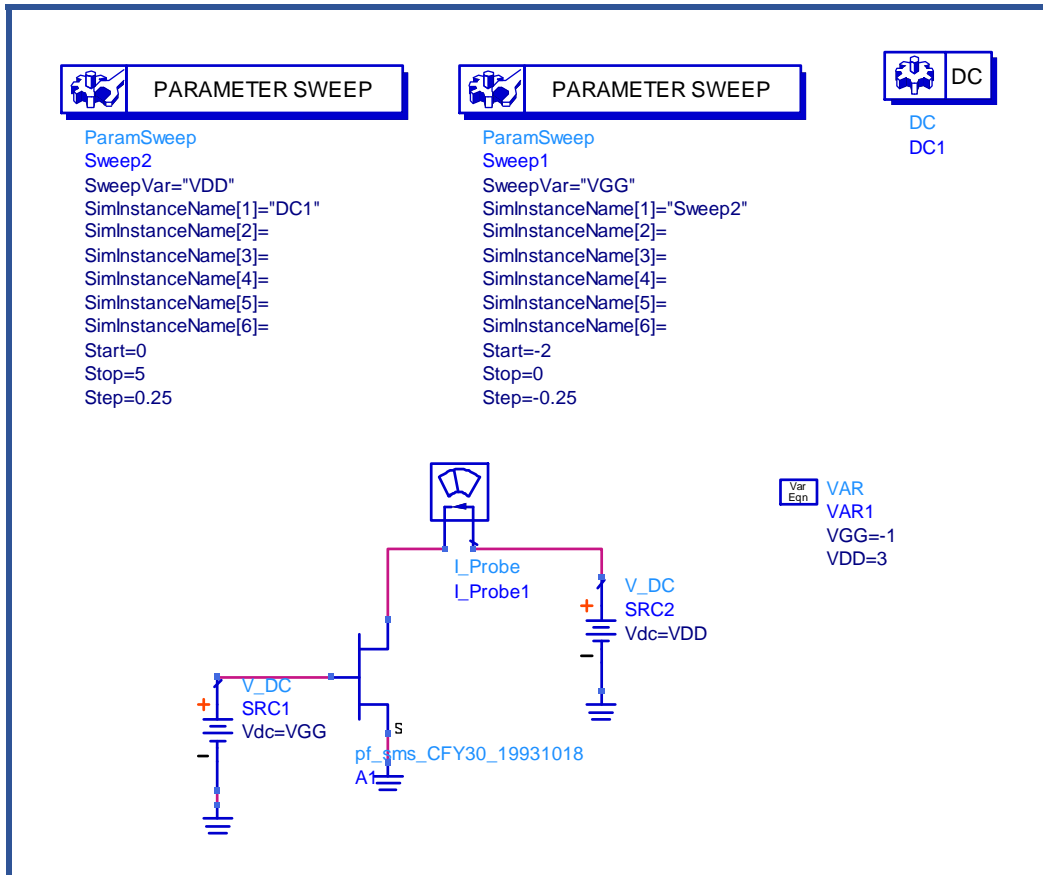 PARAMETER SWEEP
ParamSweep
Sweep2
SweepVar="VDD"
SimInstanceName[1]="DC1"
SimInstanceName[2]=
SimInstanceName[3]=
SimInstanceName[4]=
SimInstanceName[5]=
SimInstanceName[6]=
Start=0
Stop=5
Step=0.25
PARAMETER SWEEP
ParamSweep
Sweep1
SweepVar="VGG"
SimInstanceName[1]="Sweep2"
SimInstanceName[2]=
SimInstanceName[3]=
SimInstanceName[4]=
SimInstanceName[5]=
SimInstanceName[6]=
Start=-2
Stop=0
Step=-0.25
DC
DC
DC1
I_Probe
I_Probe1
Var
Eqn
VAR
VAR1
VGG=-1
VDD=3
+
V_DC
SRC2
Vdc=VDD
−
+
V_DC
SRC1
Vdc=VGG
−
S
pf_sms_CFY30_19931018
A1